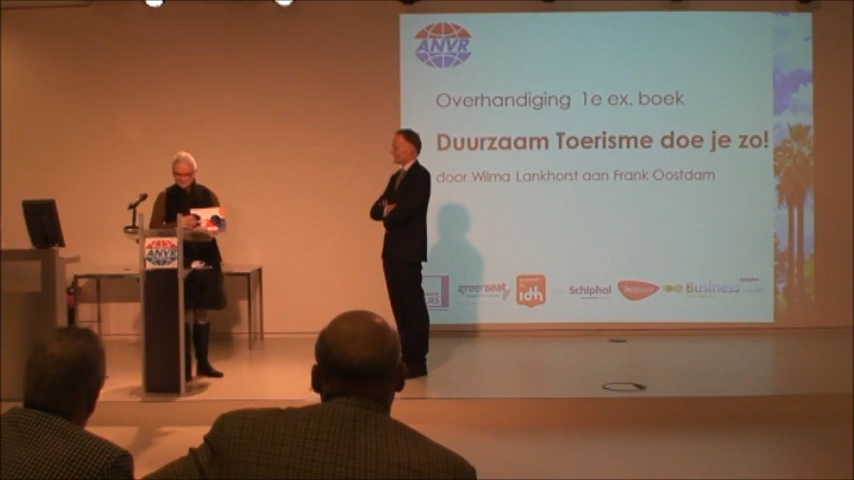 ANVR
Overhandiging 1e ex. boek
Duurzaam Toerisme doe je zo!
door Wilma Lankhorst aan Frank Oostdam
greenseat
idh
Schiphol
e Business
ANVR